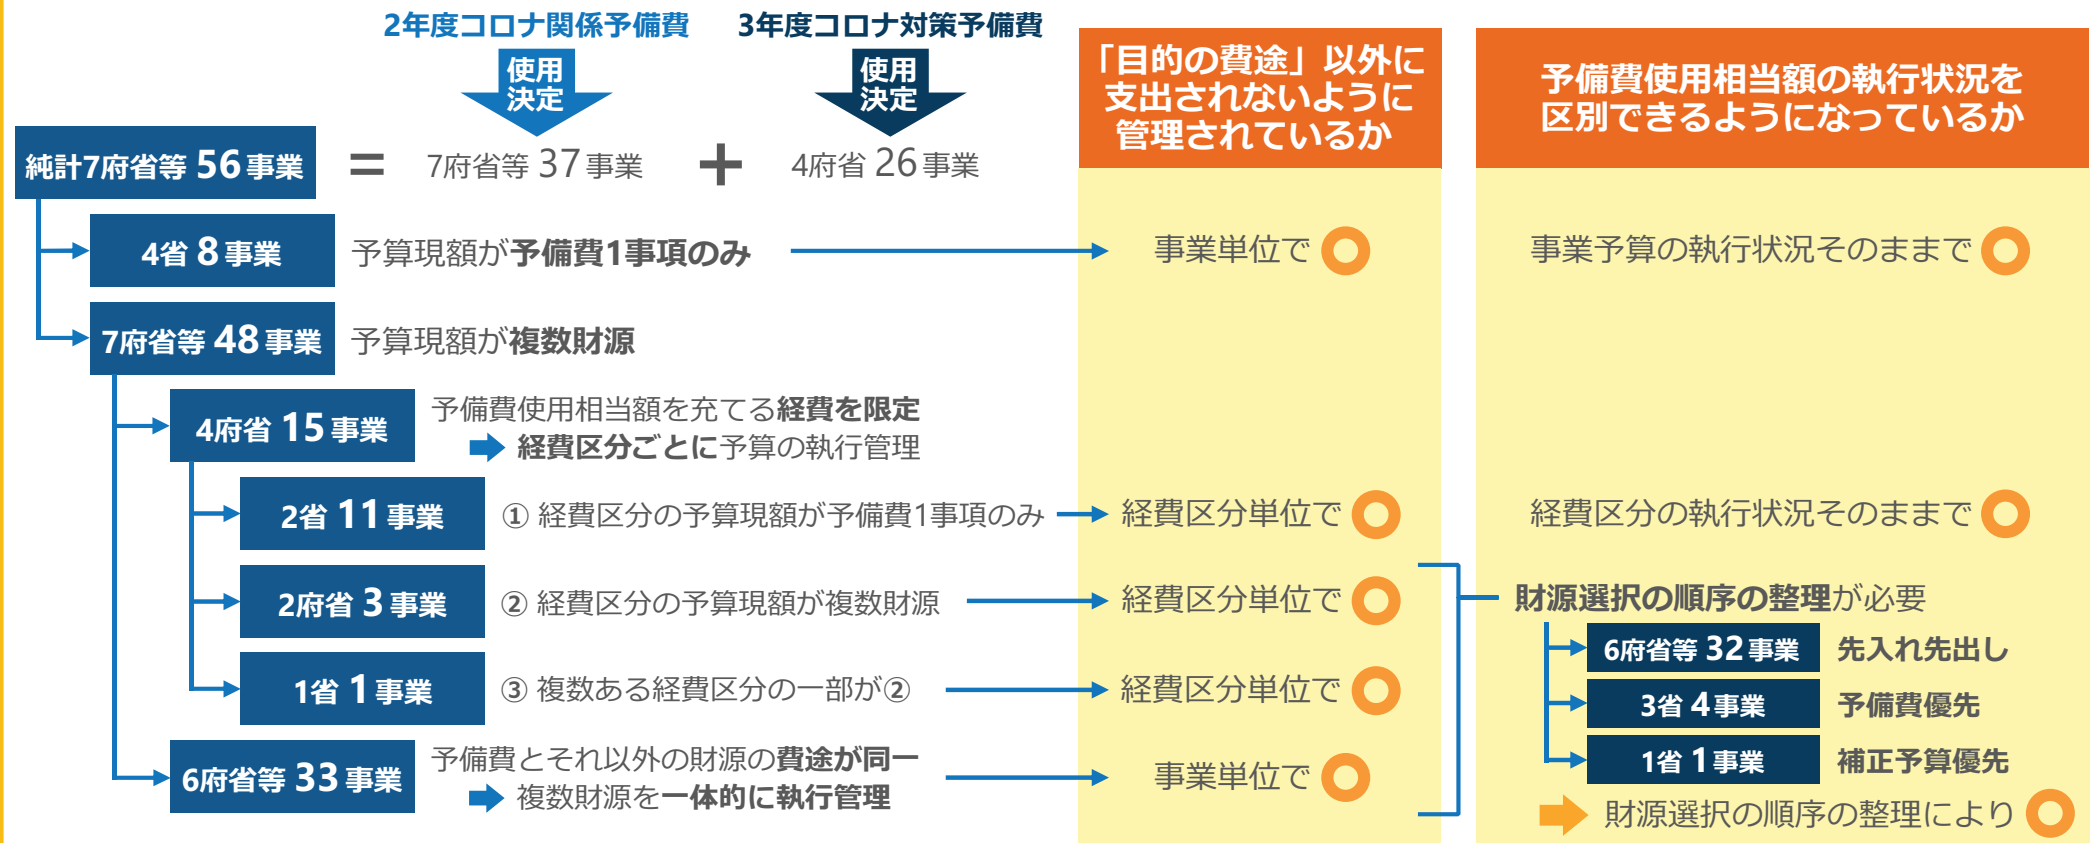 2年度コロナ関係予備費
3年度コロナ対策予備費
使用
決定
使用
決定
「目的の費途」以外に
支出されないように
管理されているか
予備費使用相当額の執行状況を
区別できるようになっているか
純計7府省等 56事業 = 7府省等 37事業 + 4府省 26事業
4省 8事業 予算現額が予備費1事項のみ 事業単位で○ 事業予算の執行状況そのままで○
7府省等 48事業 予算現額が複数財源
4府省 15事業
予備費使用相当額を充てる経費を限定
経費区分ごとに予算の執行管理
2省 11事業 ① 経費区分の予算現額が予備費1事項のみ 経費区分単位で○ 経費区分の執行状況そのままで○
2府省 3事業 ② 経費区分の予算現額が複数財源 経費区分単位で○
1省 1事業 ③ 複数ある経費区分の一部が② 経費区分単位で○
6府省等 33事業
予備費とそれ以外の財源の費途が同一
複数財源を一体的に執行管理
事業単位で○
財源選択の順序の整理が必要
6府省等 32事業 先入れ先出し
3省 4事業 予備費優先
1省 1事業 補正予算優先
財源選択の順序の整理により○